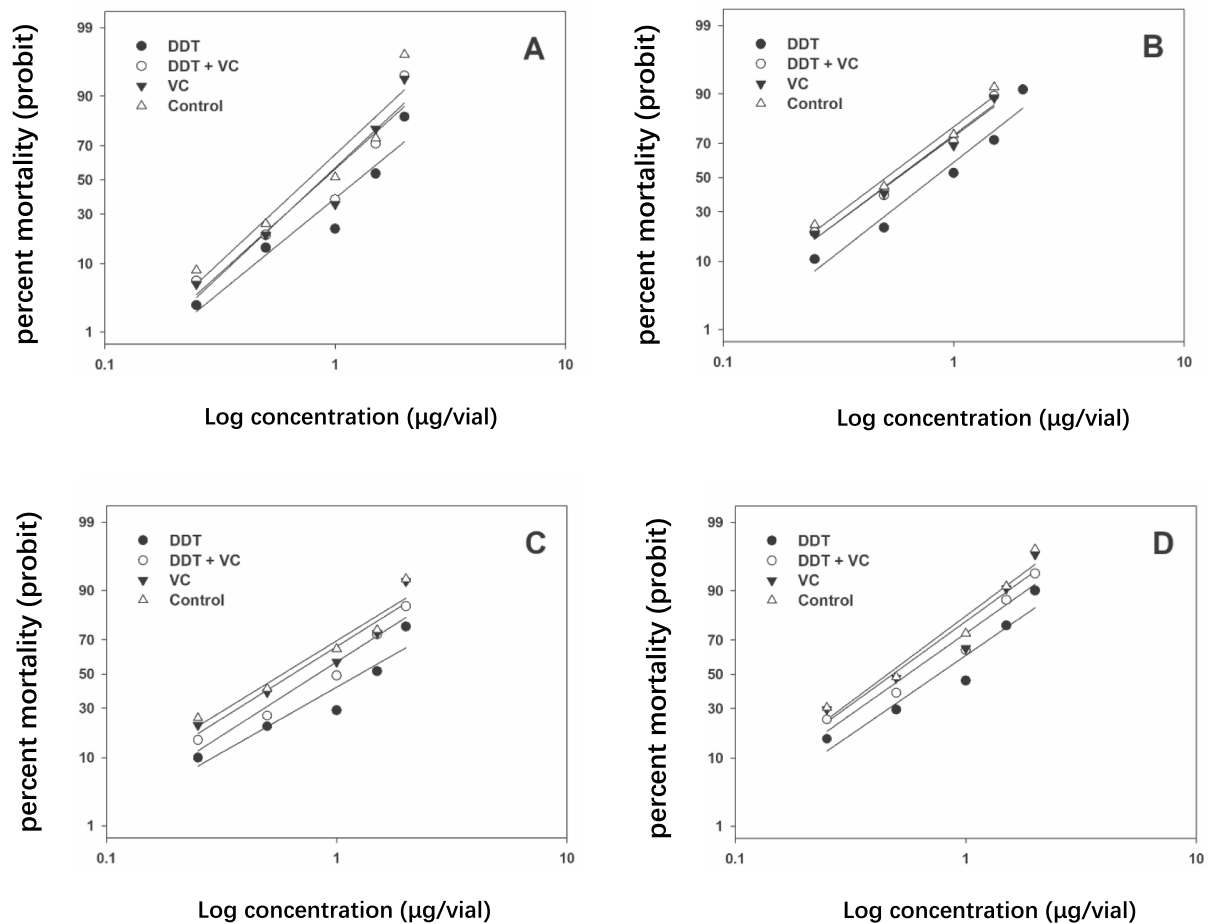 percent mortality (probit)
99
90
70
50
30
10
1
DDT
DDT + VC
VC
Control
A
0.1
1
10
Log concentration (μg/vial)
percent mortality (probit)
99
90
70
50
30
10
1
DDT
DDT + VC
VC
Control
B
0.1
1
10
Log concentration (μg/vial)
percent mortality (probit)
99
90
70
50
30
10
1
DDT
DDT + VC
VC
Control
C
0.1
1
10
Log concentration (μg/vial)
percent mortality (probit)
99
90
70
50
30
10
1
DDT
DDT + VC
VC
Control
D
0.1
1
10
Log concentration (μg/vial)